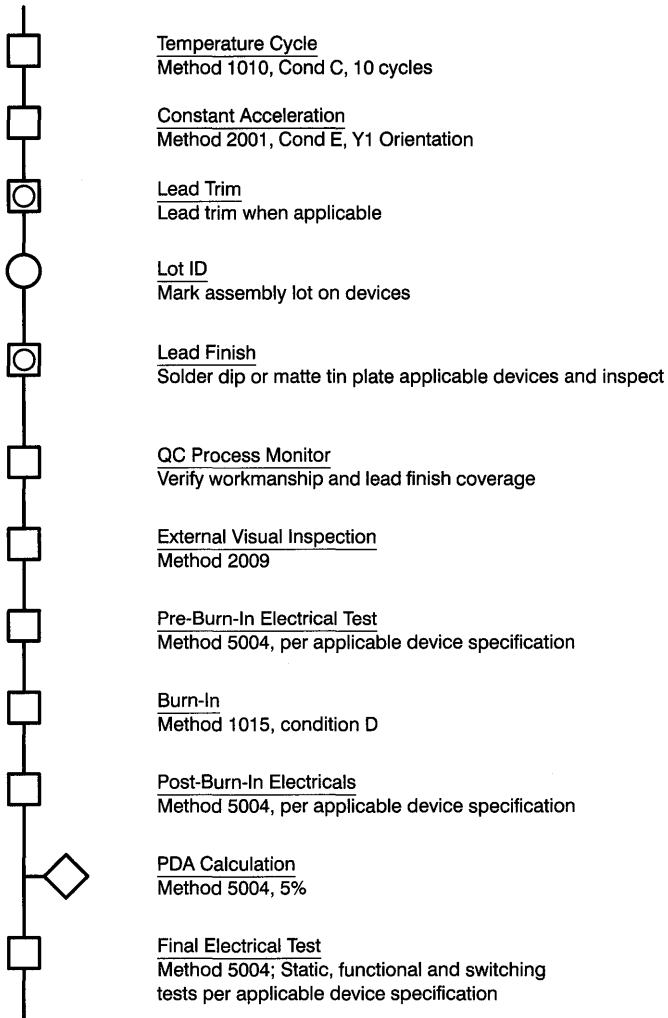 Temperature Cycle
Method 1010, Cond C, 10 cycles
Constant Acceleration
Method 2001, Cond E, Y1 Orientation
Lead Trim
Lead trim when applicable
Lot ID
Mark assembly lot on devices
Lead Finish
Solder dip or matte tin plate applicable devices and inspect
QC Process Monitor
Verify workmanship and lead finish coverage
External Visual Inspection
Method 2009
Pre-Burn-In Electrical Test
Method 5004, per applicable device specification
Burn-In
Method 1015, condition D
Post-Burn-In Electricals
Method 5004, per applicable device specification
PDA Calculation
Method 5004, 5%
Final Electrical Test
Method 5004; Static, functional and switching
tests per applicable device specification